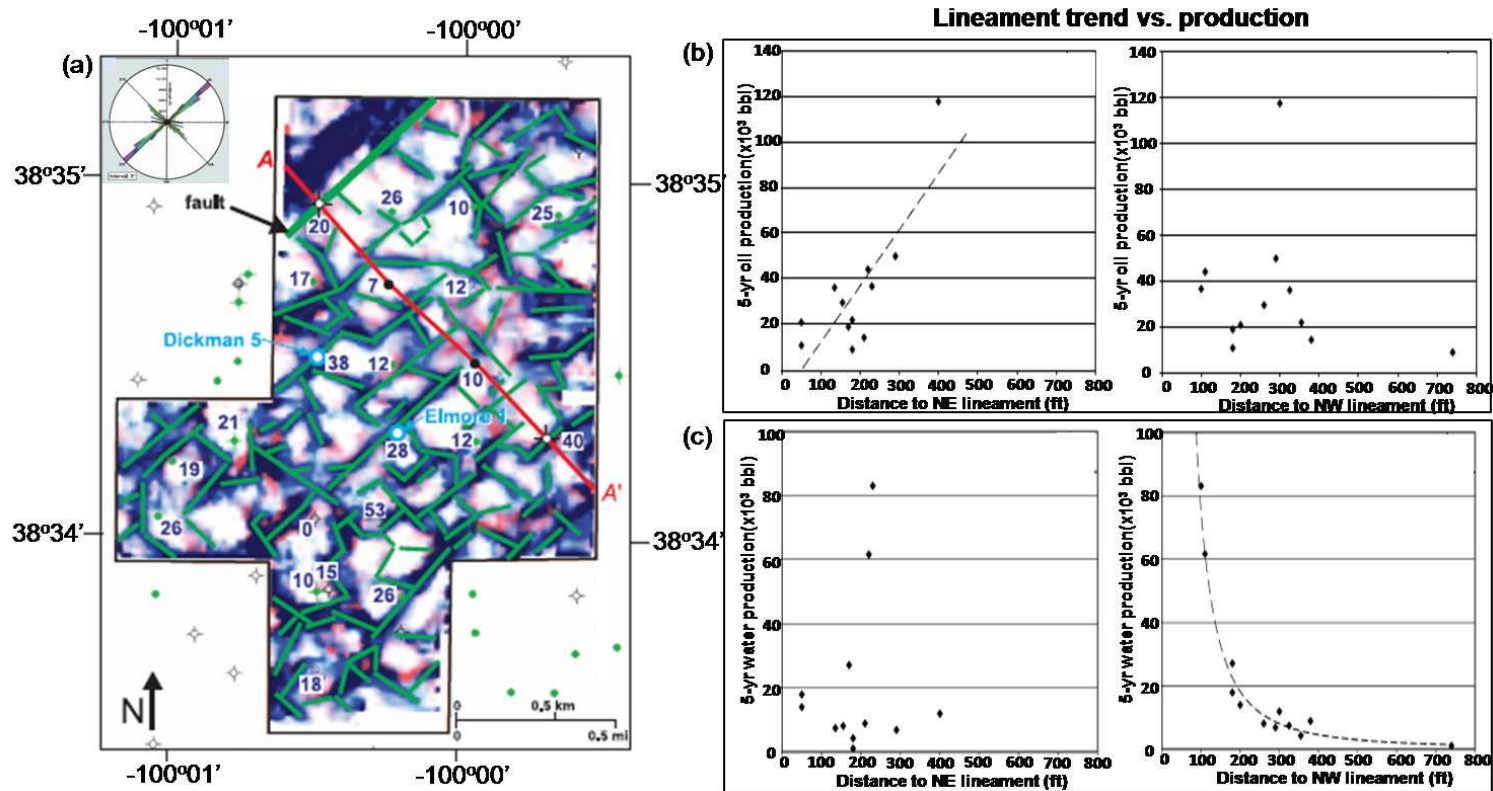 Lineament trend vs. production
-100º01’ -100º00’
(a)
38º35’ 38º35’
fault
A
20
26
10
25
17
7
12
Dickman 5
38
12
10
Elmore 1
28
12
40
A'
21
19
26
53
0
10 15
26
18
38º34’ 38º34’
N
0 0.5 km
0 0.5 mi
-100º01’ -100º00’
(b)
5-yr oil production(x10³ bbl)
140
120
100
80
60
40
20
0
0 100 200 300 400 500 600 700 800
Distance to NE lineament (ft)
5-yr oil production(x10³ bbl)
140
120
100
80
60
40
20
0
0 100 200 300 400 500 600 700 800
Distance to NW lineament (ft)
(c)
5-yr water production(x10³ bbl)
100
80
60
40
20
0
0 100 200 300 400 500 600 700 800
Distance to NE lineament (ft)
5-yr water production(x10³ bbl)
100
80
60
40
20
0
0 100 200 300 400 500 600 700 800
Distance to NW lineament (ft)